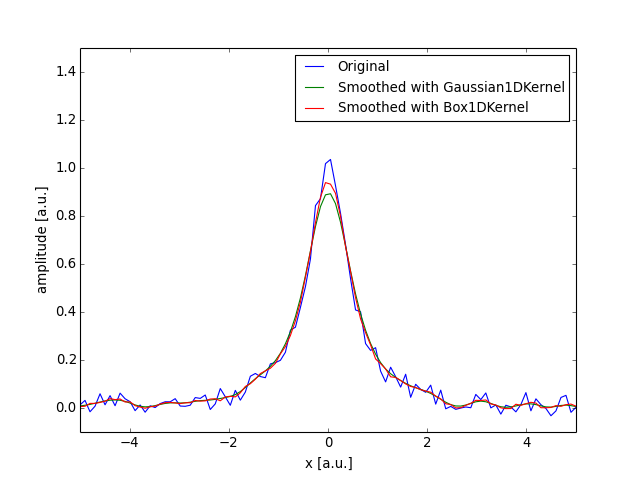 Original
Smoothed with Gaussian1DKernel
Smoothed with Box1DKernel
1.4
1.2
1.0
0.8
0.6
0.4
0.2
0.0
amplitude [a.u.]
−4
−2
0
2
4
x [a.u.]